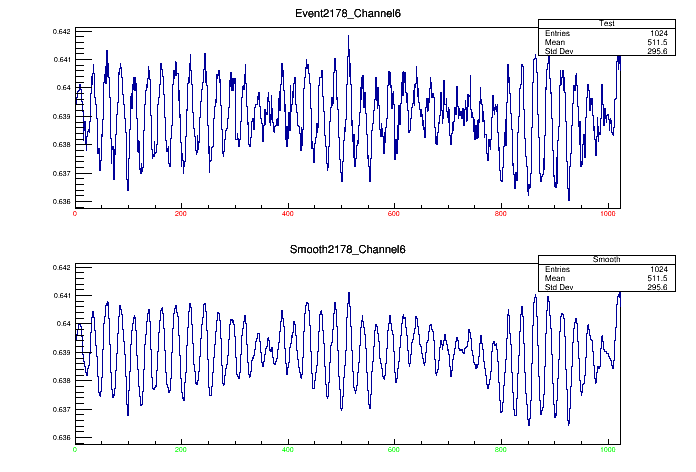 Event2178_Channel6
Test
Entries 1024
Mean 511.5
Std Dev 295.6
0.642
0.641
0.64
0.639
0.638
0.637
0.636
0 200 400 600 800 1000
Smooth2178_Channel6
Smooth
Entries 1024
Mean 511.5
Std Dev 295.6
0.642
0.641
0.64
0.639
0.638
0.637
0.636
0 200 400 600 800 1000